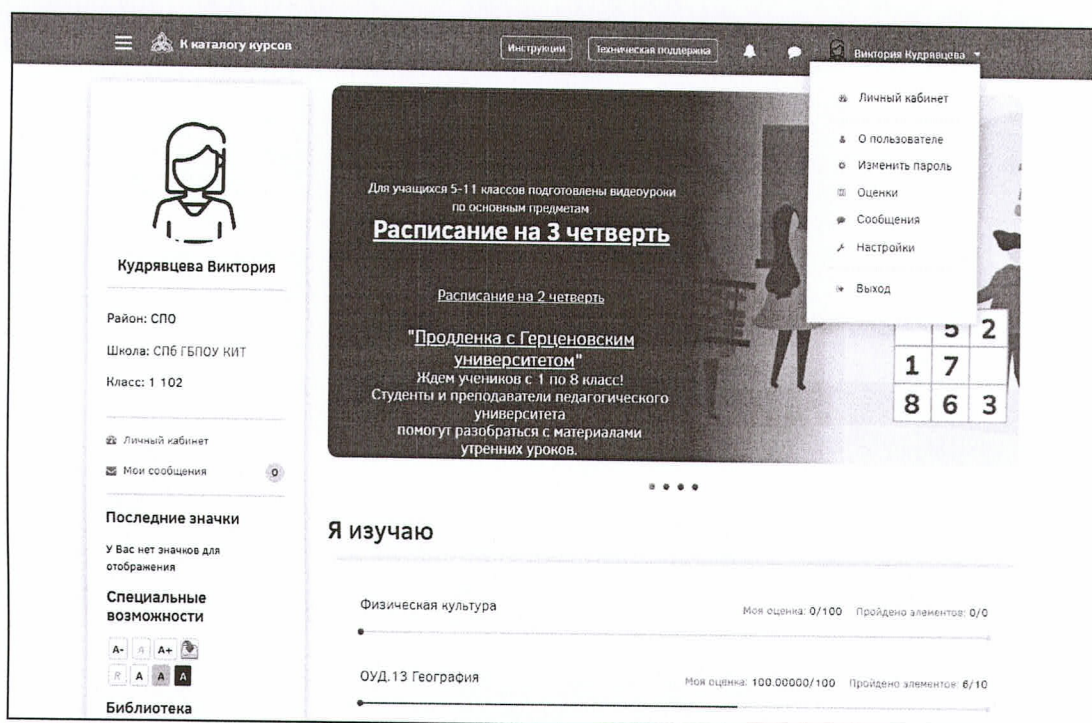 К каталогу курсов
Инструкции
Техническая поддержка
Виктория Кудрявцева
Личный кабинет
О пользователе
Изменить пароль
Оценки
Сообщения
Настройки
Выход
Кудрявцева Виктория
Район: СПО
Школа: СПб ГБПОУ КИТ
Класс: 1 102
Личный кабинет
Мои сообщения 0
Последние значки
У Вас нет значков для
отображения
Специальные
возможности
A- A A+
R A A A
Библиотека
Для учащихся 5-11 классов подготовлены видеоуроки
по основным предметам
Расписание на 3 четверть
Расписание на 2 четверть
"Продленка с Герценовским
университетом"
Ждем учеников с 1 по 8 класс!
Студенты и преподаватели педагогического
университета
помогут разобраться с материалами
утренних уроков.
5 2
1 7
8 6 3
Я изучаю
Физическая культура
Моя оценка: 0/100 Пройдено элементов: 0/0
ОУД.13 География
Моя оценка: 100.00000/100 Пройдено элементов: 6/10